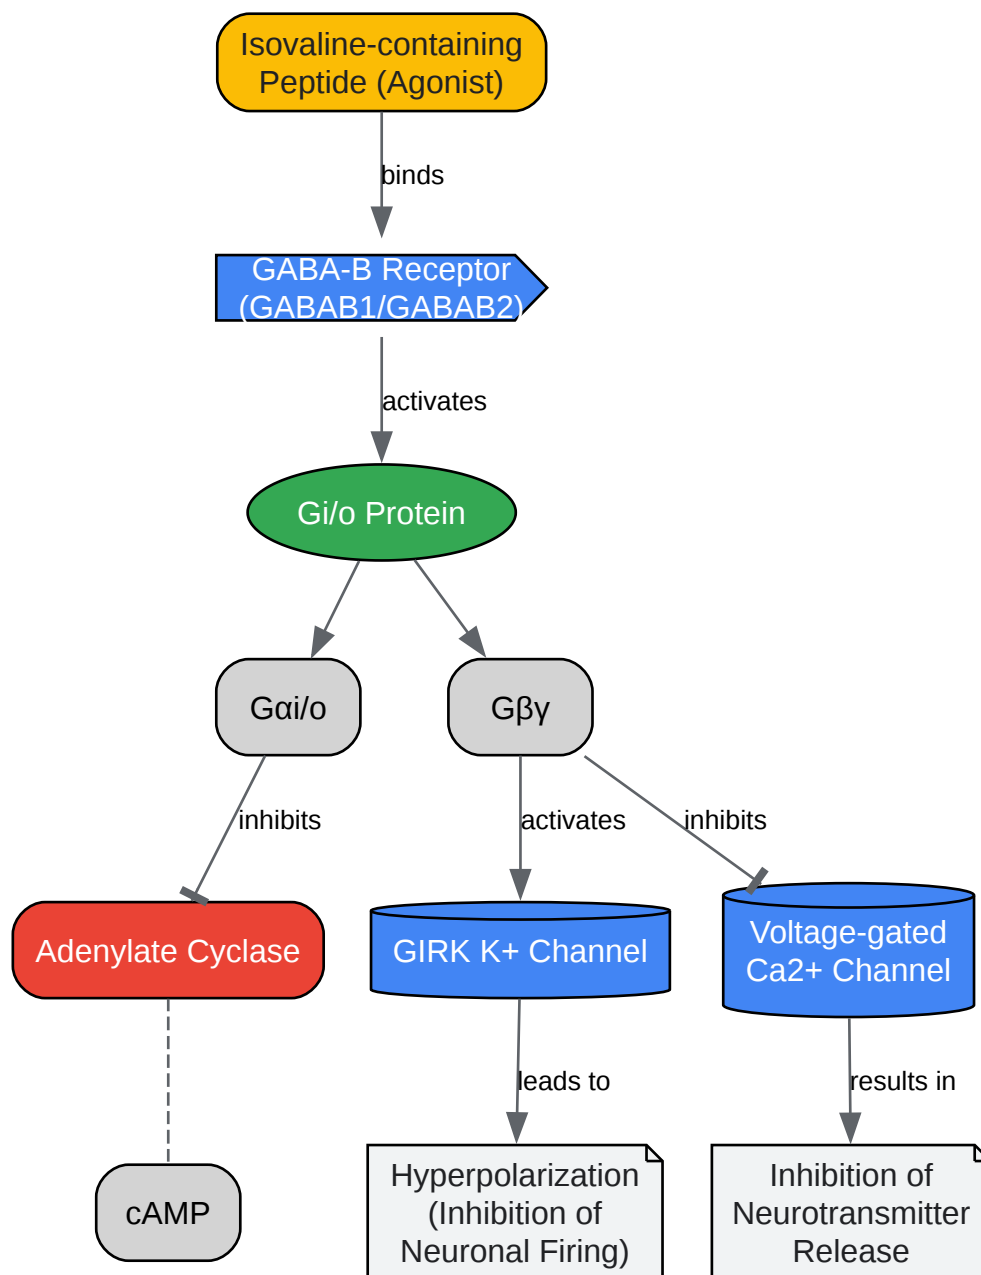 Isovaline-containing
Peptide (Agonist)
binds
GABA-B Receptor
(GABAB1/GABAB2)
activates
Gi/o Protein
Gαi/o
Gβγ
inhibits
activates
inhibits
Adenylate Cyclase
GIRK K+ Channel
Voltage-gated
Ca2+ Channel
leads to
results in
cAMP
Hyperpolarization
(Inhibition of
Neuronal Firing)
Inhibition of
Neurotransmitter
Release